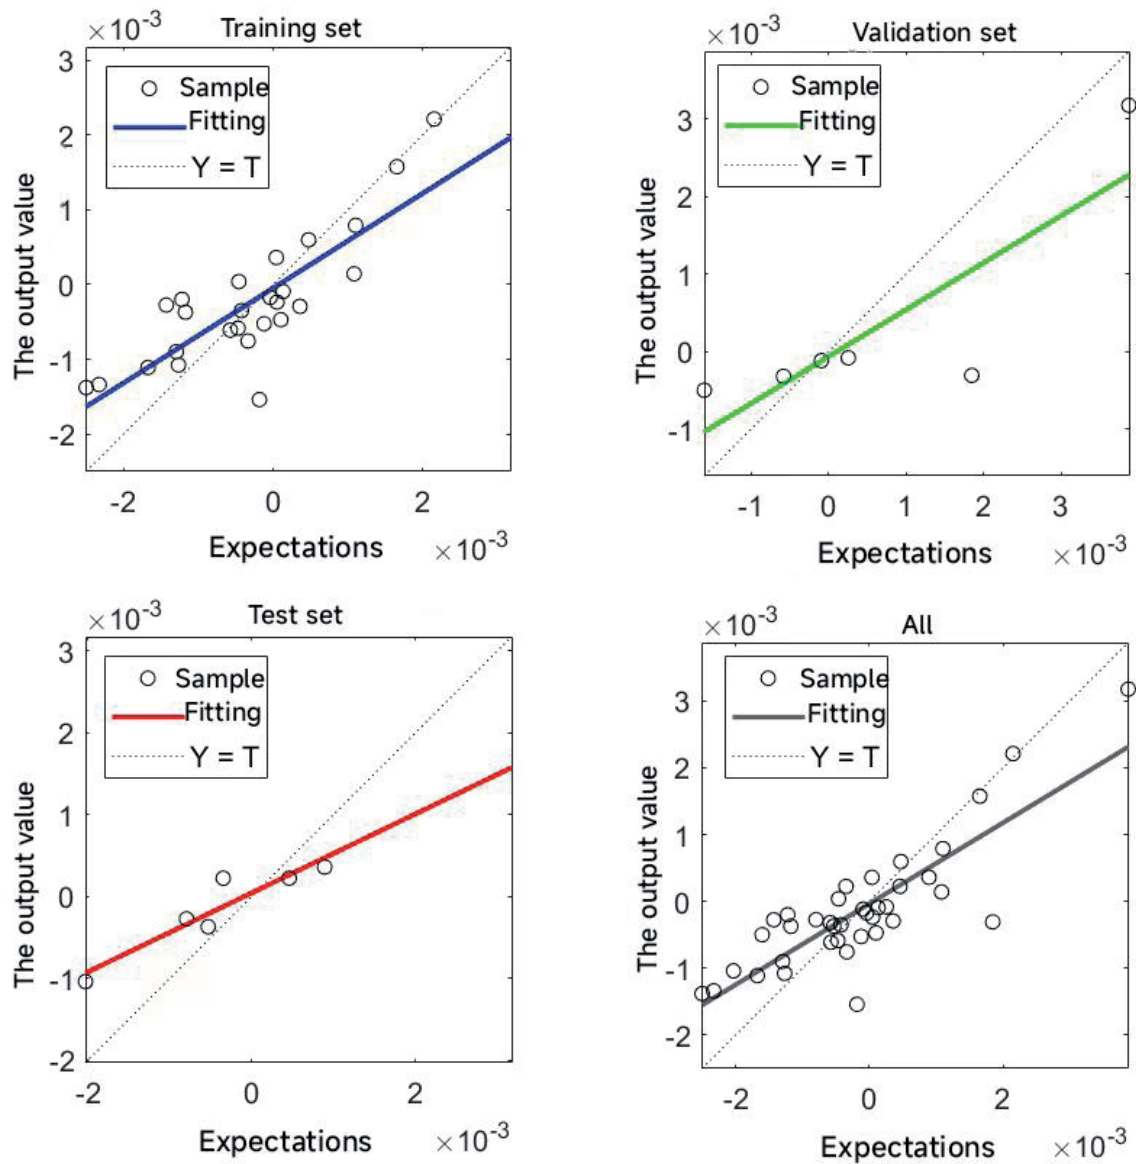 ×10-3
Training set
3
2
1
0
-1
-2
The output value
Sample
Fitting
Y = T
-2
0
2
Expectations
×10-3
×10-3
Validation set
3
2
1
0
-1
The output value
Sample
Fitting
Y = T
-1
0
1
2
3
Expectations
×10-3
×10-3
Test set
3
2
1
0
-1
-2
The output value
Sample
Fitting
Y = T
-2
0
2
Expectations
×10-3
×10-3
All
3
2
1
0
-1
-2
The output value
Sample
Fitting
Y = T
-2
0
2
Expectations
×10-3